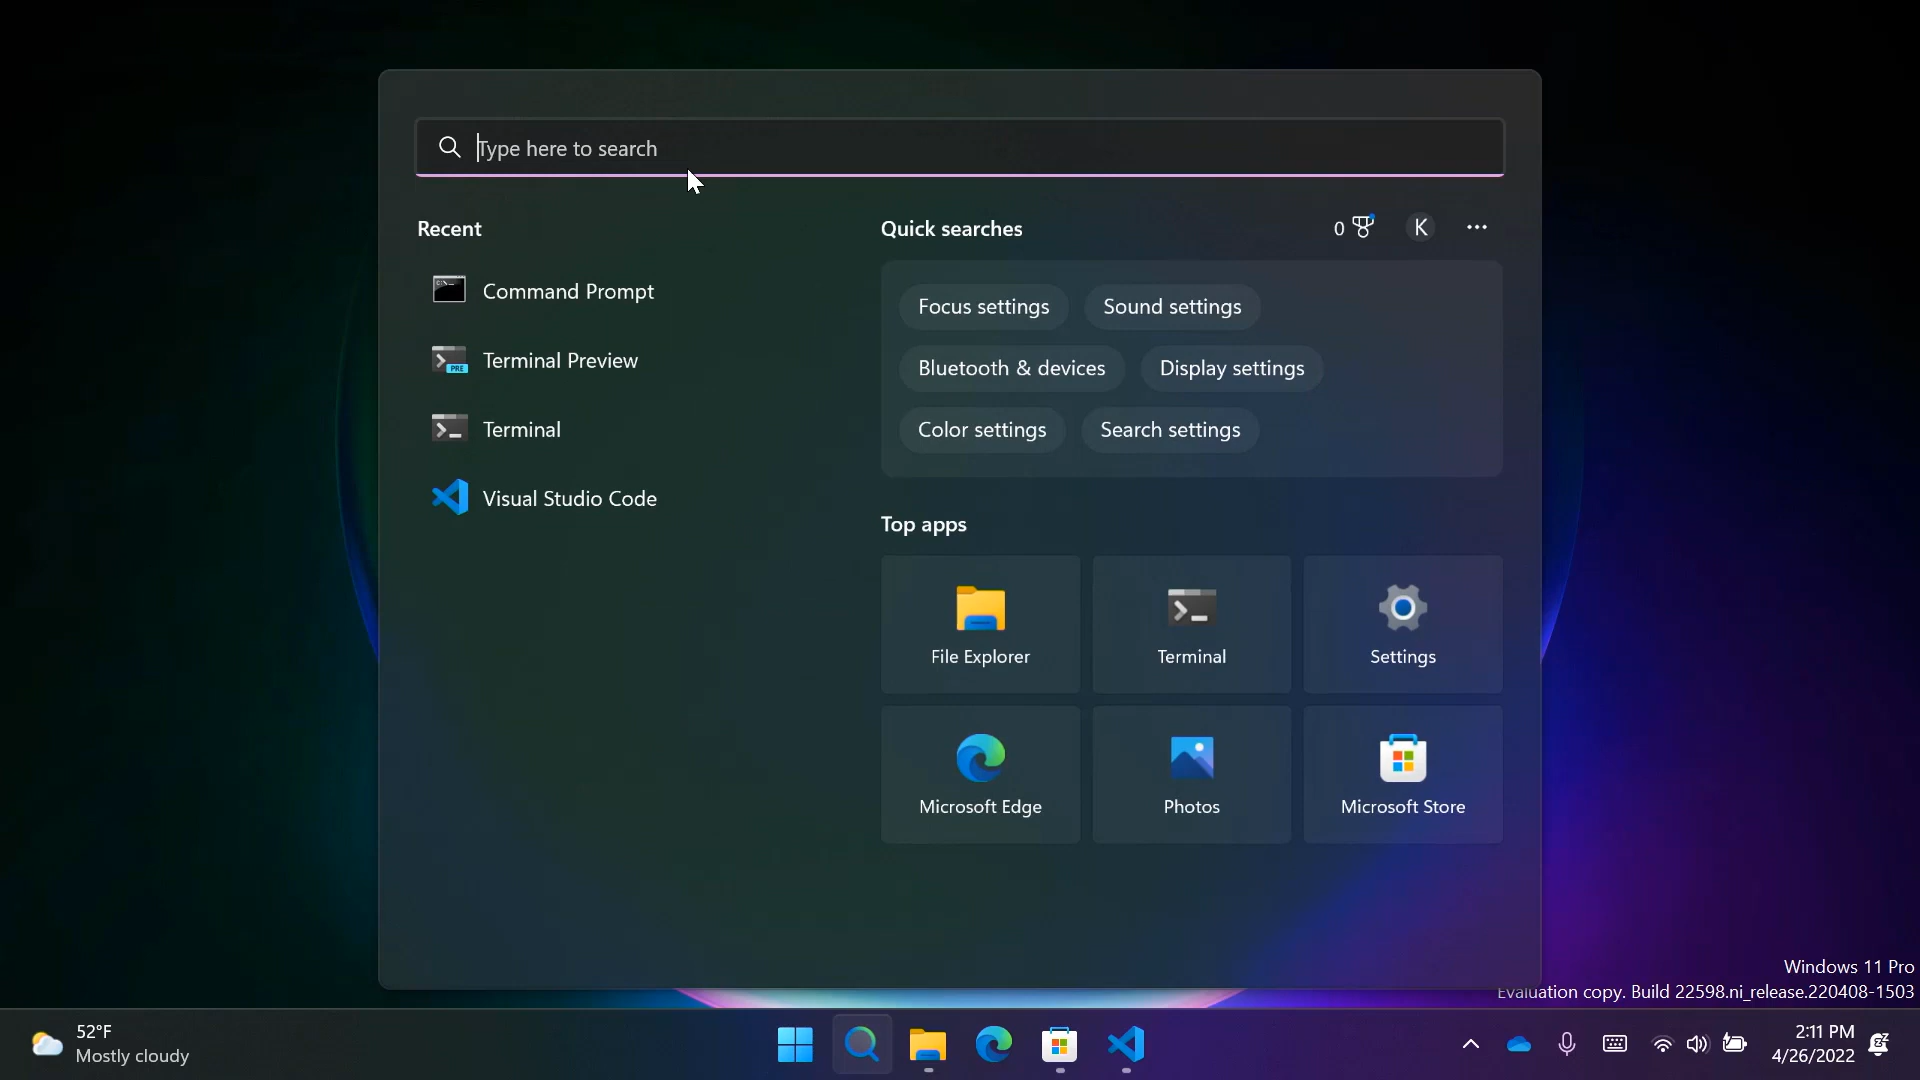 Type here to search
Recent
Command Prompt
PRE
Terminal Preview
Terminal
Visual Studio Code
Quick searches
0
K
Focus settings
Sound settings
Bluetooth & devices
Display settings
Color settings
Search settings
Top apps
File Explorer
Terminal
Settings
Microsoft Edge
Photos
Microsoft Store
Windows 11 Pro
Evaluation copy. Build 22598.ni_release.220408-1503
52°F
Mostly cloudy
2:11 PM
4/26/2022